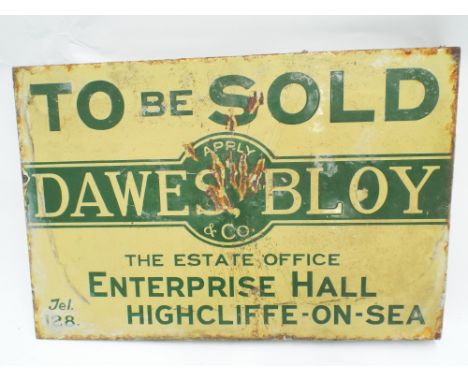 TO BE SOLD
APPLY
DAWES BLOY
& CO.
THE ESTATE OFFICE
ENTERPRISE HALL
Tel.
128.
HIGHCLIFFE-ON-SEA